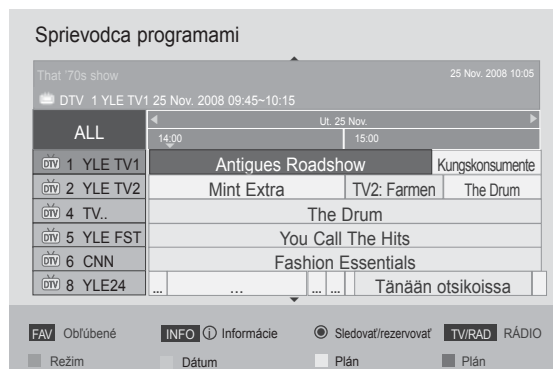 Sprievodca programami
That '70s show 25 Nov. 2008 10:05
DTV 1 YLE TV1 25 Nov. 2008 09:45~10:15
ALL Ut. 25 Nov.
14:00 15:00
DTV 1 YLE TV1 Antigues Roadshow Kungskonsumente
DTV 2 YLE TV2 Mint Extra TV2: Farmen The Drum
DTV 4 TV.. The Drum
DTV 5 YLE FST You Call The Hits
DTV 6 CNN Fashion Essentials
DTV 8 YLE24 ... ... ... ... Tänään otsikoissa
FAV Obľúbené INFO i Informácie Sledovať/rezervovať TV/RAD RÁDIO
Režim Dátum Plán Plán